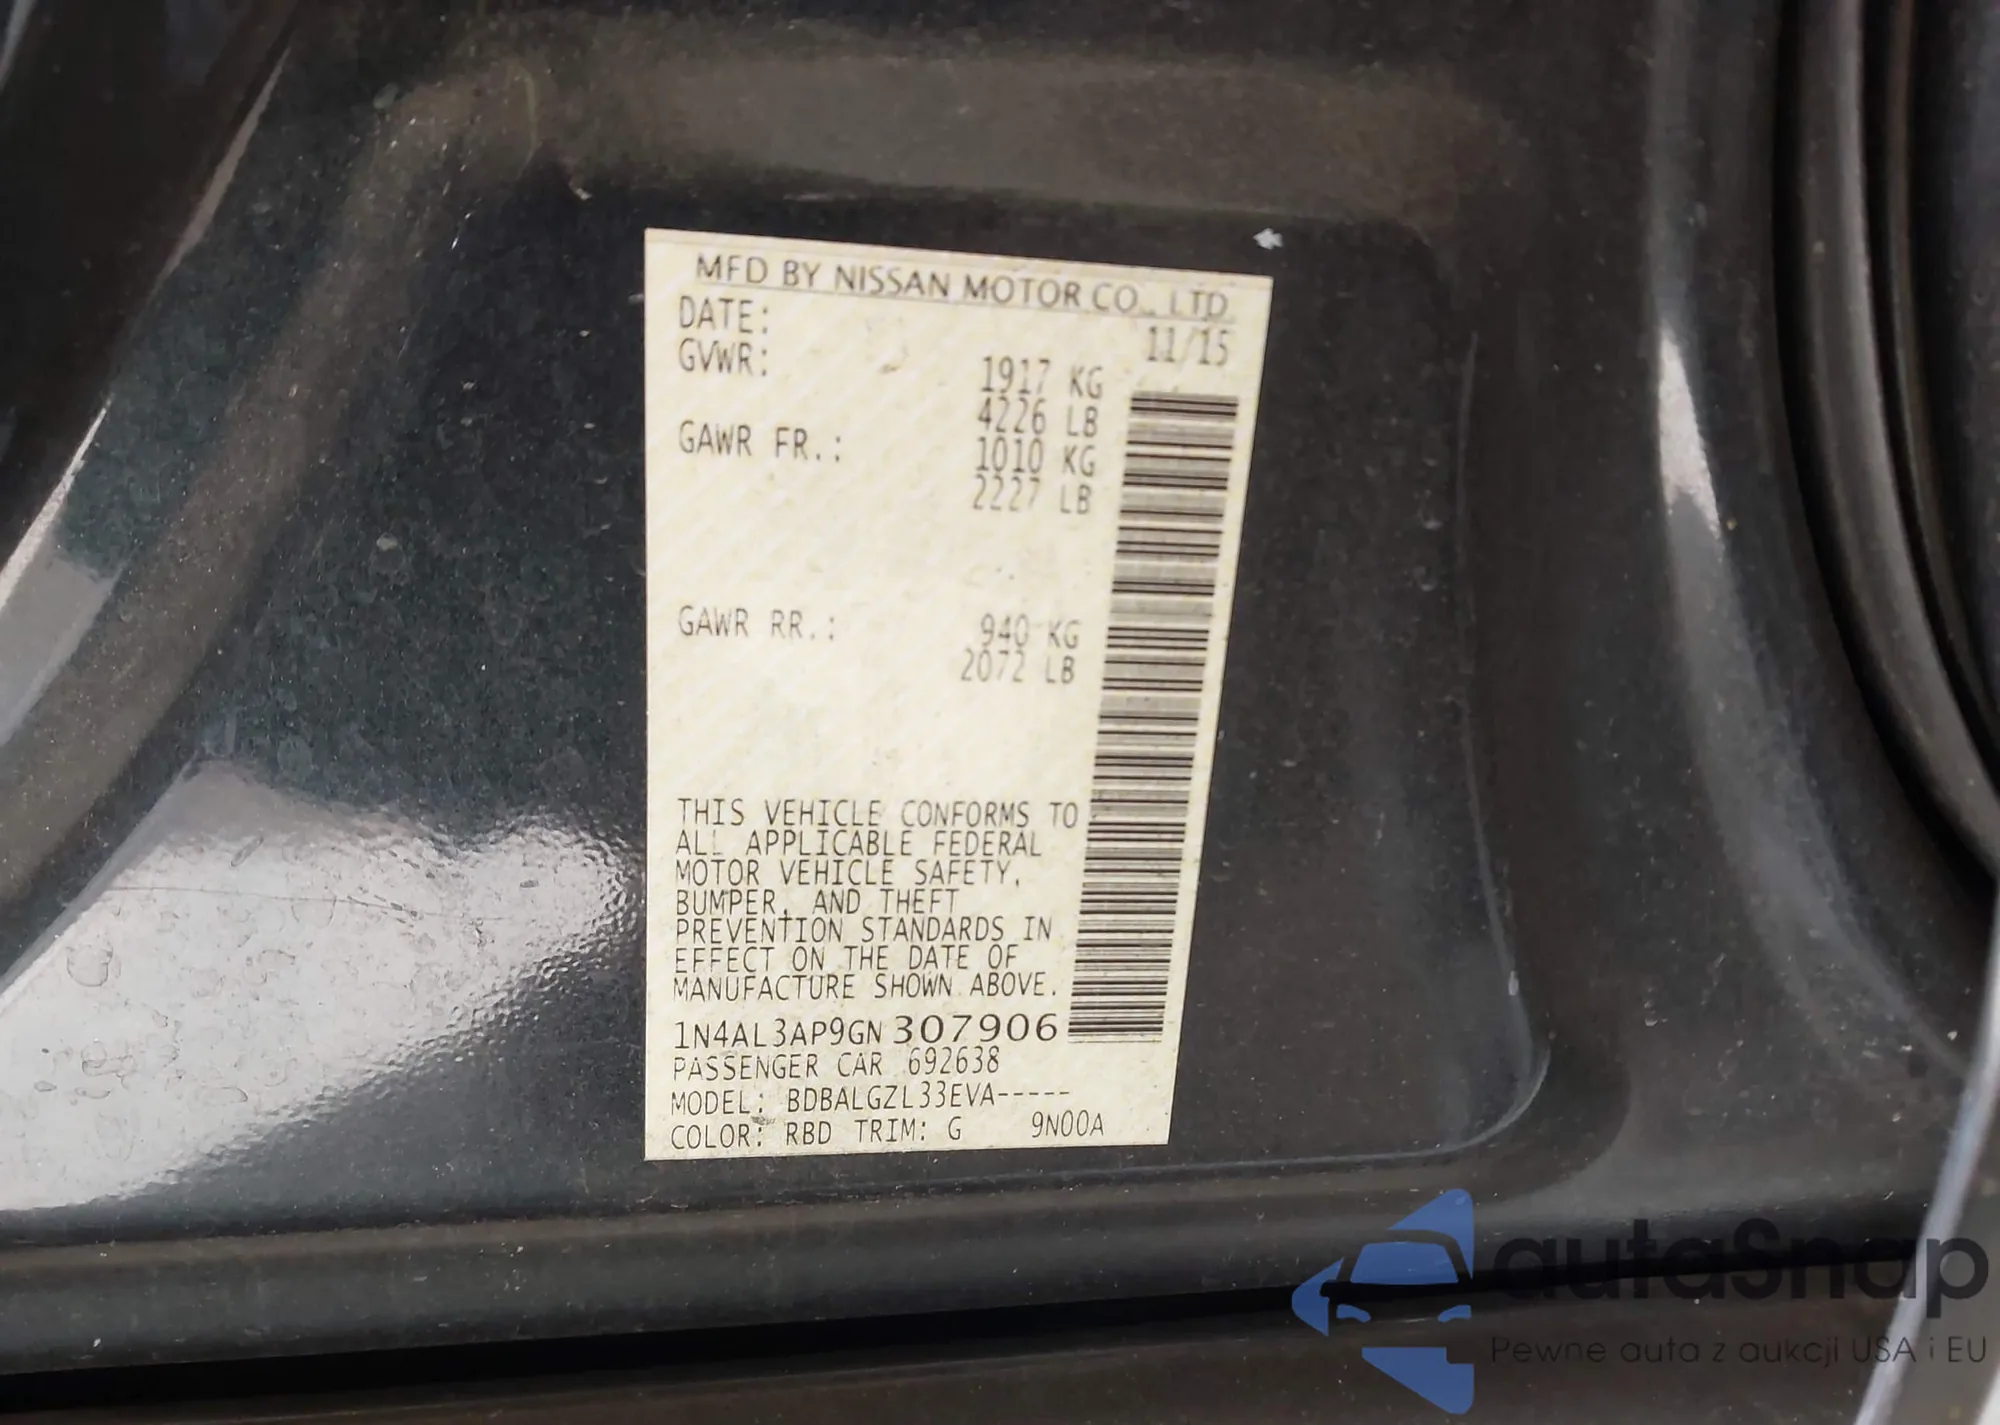 MFD BY NISSAN MOTOR CO., LTD.
DATE: 11/15
GVWR: 1917 KG
4226 LB
GAWR FR.: 1010 KG
2227 LB
GAWR RR.: 940 KG
2072 LB
THIS VEHICLE CONFORMS TO
ALL APPLICABLE FEDERAL
MOTOR VEHICLE SAFETY,
BUMPER, AND THEFT
PREVENTION STANDARDS IN
EFFECT ON THE DATE OF
MANUFACTURE SHOWN ABOVE.
1N4AL3AP9GN307906
PASSENGER CAR 692638
MODEL: BDBALGZL33EVA-----
COLOR: RBD TRIM: G 9N00A
autaSnap
Pewne auta z aukcji USA i EU